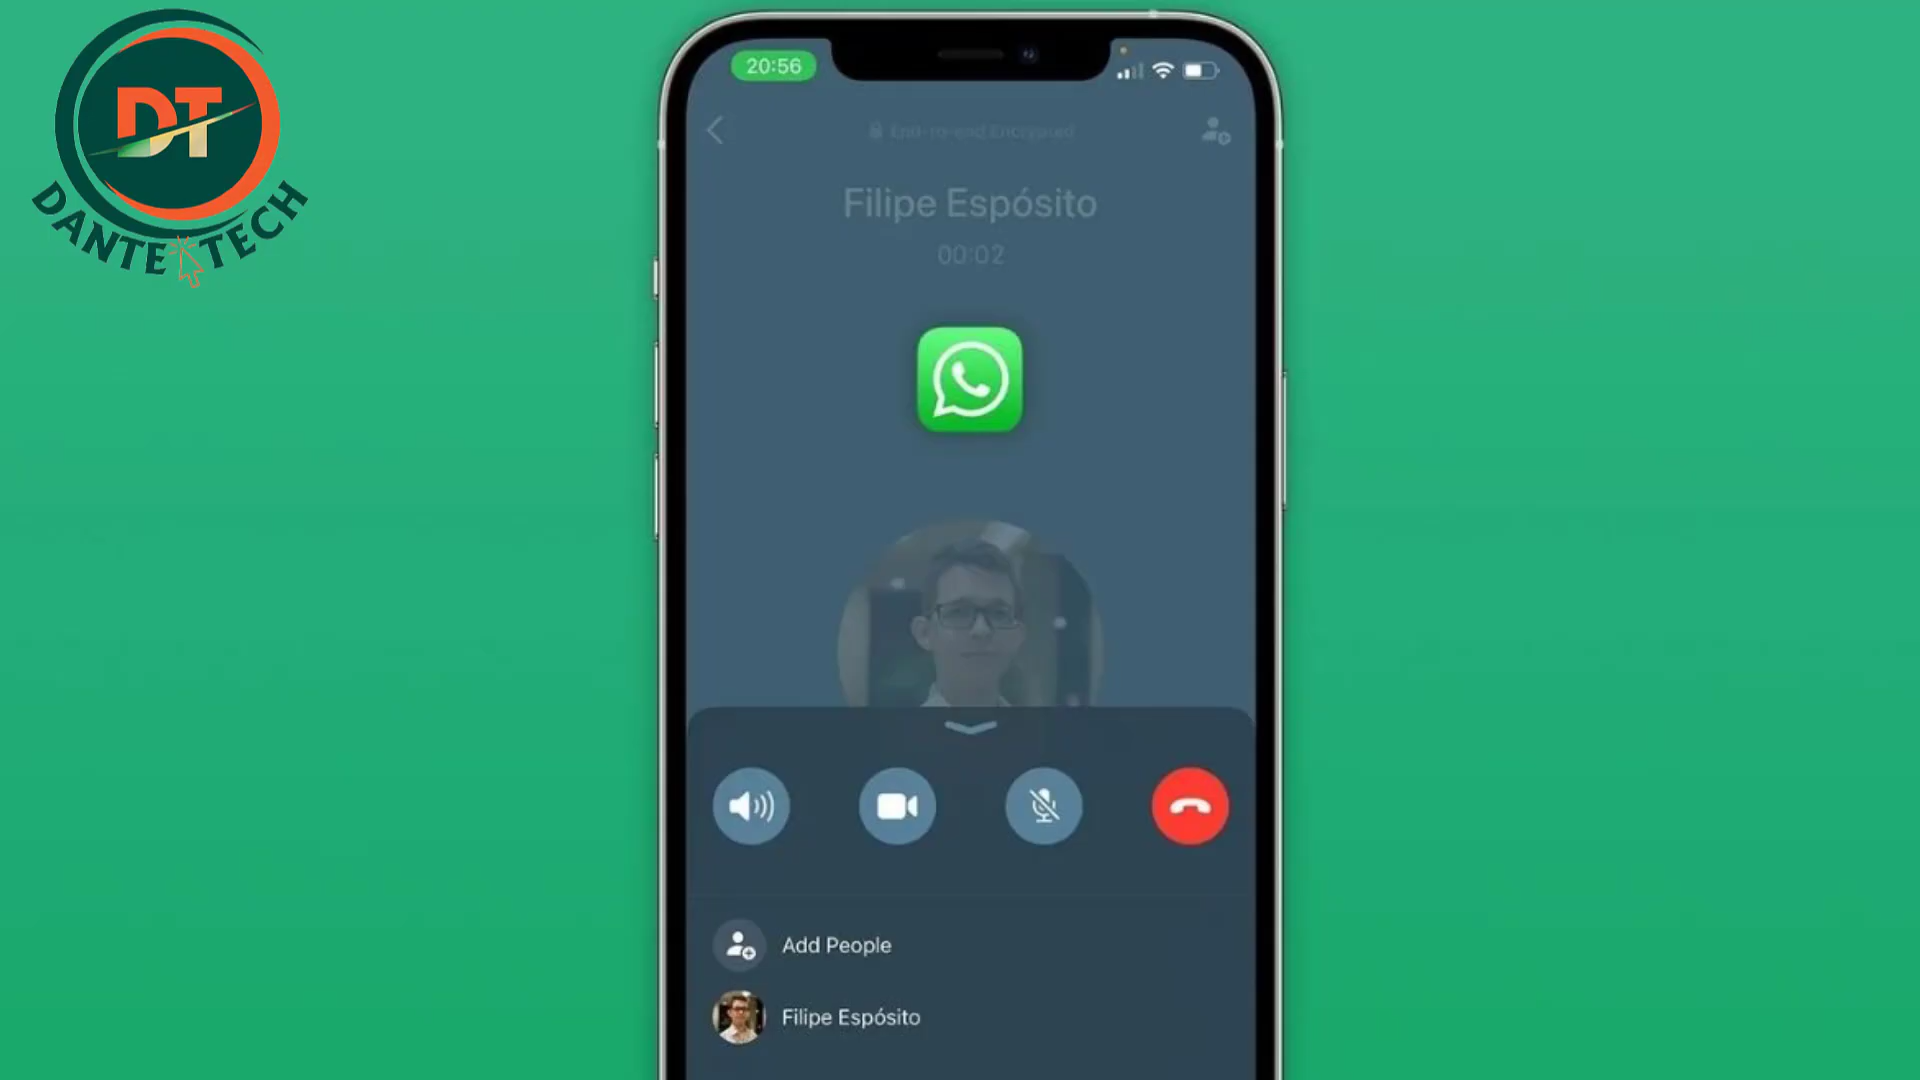 DT
DANTE TECH
20:56
End-to-end Encrypted
Filipe Espósito
00:02
Add People
Filipe Espósito